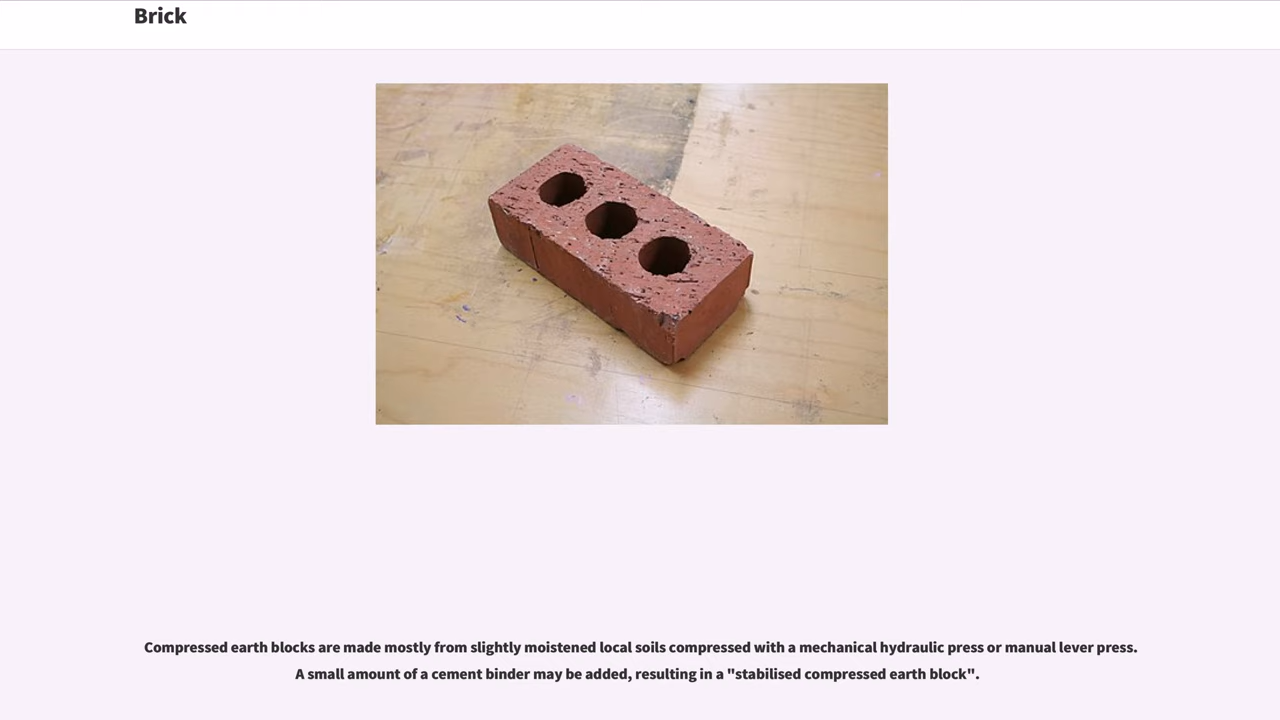 Brick
Compressed earth blocks are made mostly from slightly moistened local soils compressed with a mechanical hydraulic press or manual lever press.
A small amount of a cement binder may be added, resulting in a "stabilised compressed earth block".